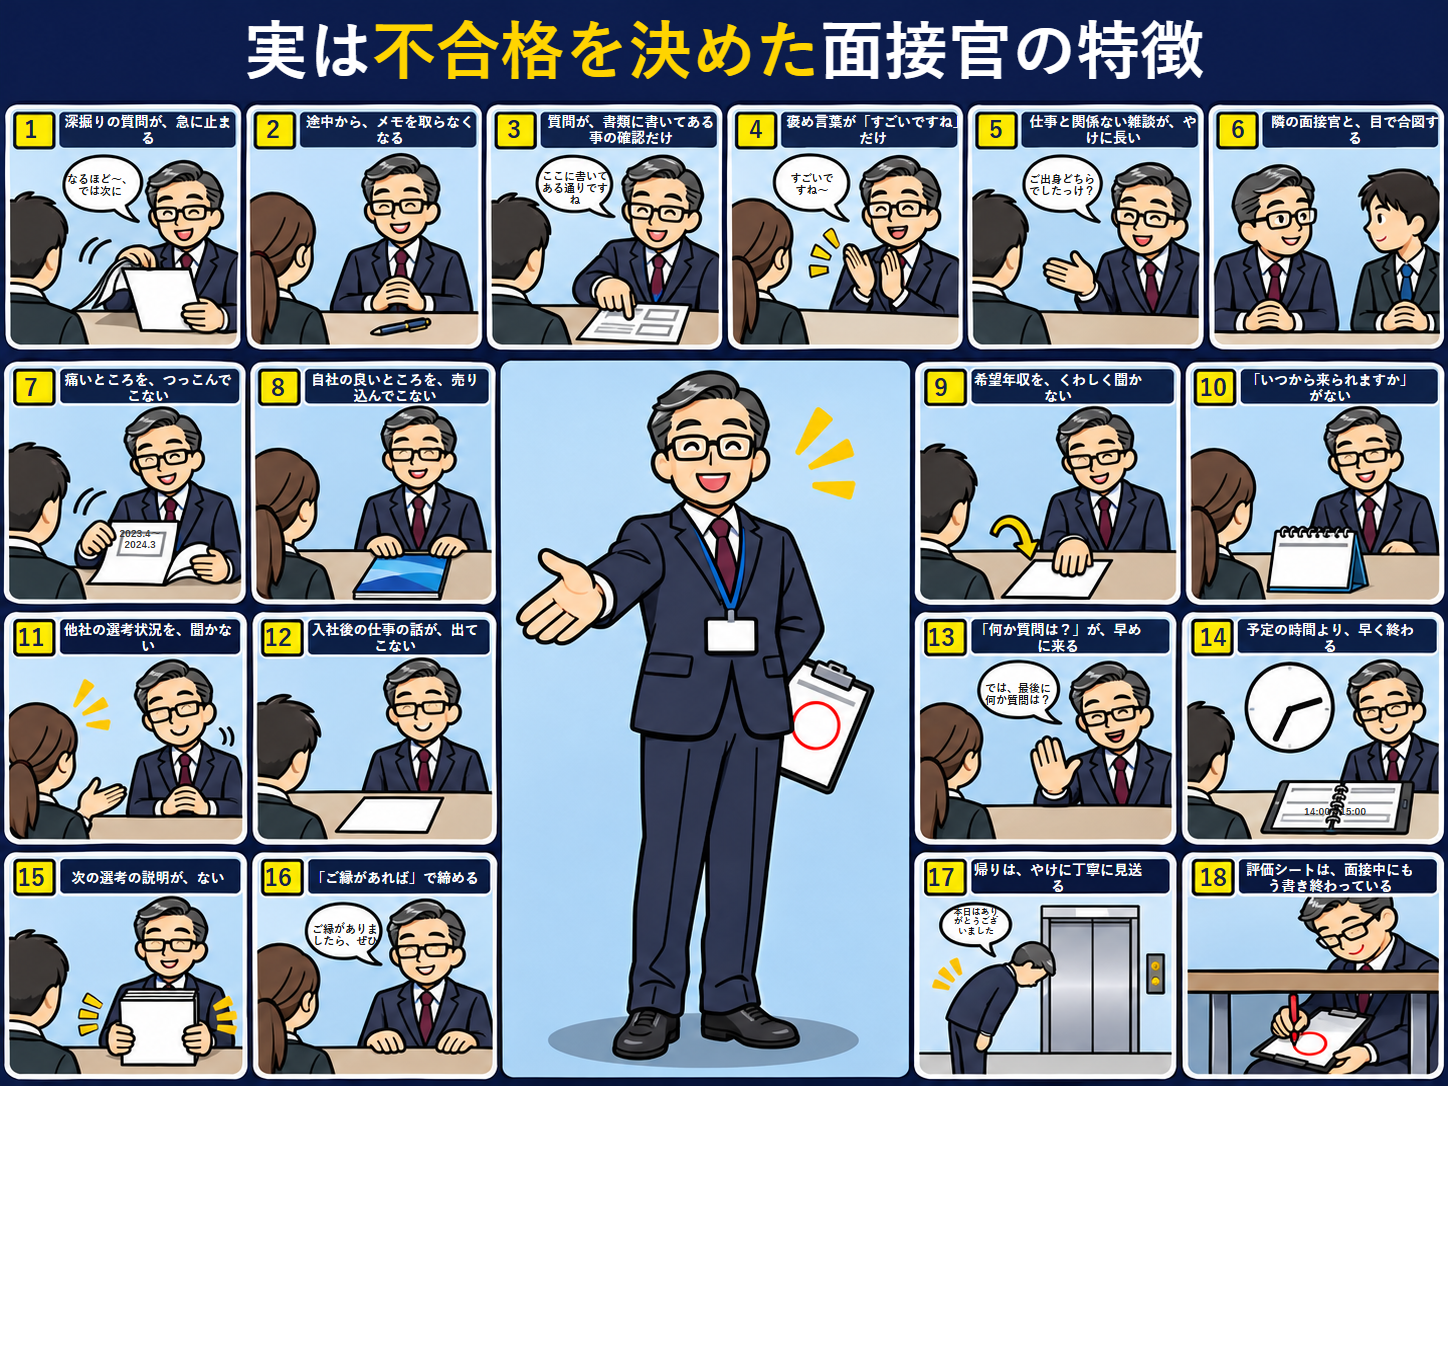 実は不合格を決めた面接官の特徴
1
深掘りの質問が、急に止ま
る
なるほど～、
では次に
2
途中から、メモを取らなく
なる
3
質問が、書類に書いてある
事の確認だけ
ここに書いて
ある通りです
ね
4
褒め言葉が「すごいですね」
だけ
すごいで
すね～
5
仕事と関係ない雑談が、や
けに長い
ご出身どちら
でしたっけ？
6
隣の面接官と、目で合図す
る
7
痛いところを、つっこんで
こない
2023.4～
2024.3
8
自社の良いところを、売り
込んでこない
9
希望年収を、くわしく聞か
ない
10
「いつから来られますか」
がない
11
他社の選考状況を、聞かな
い
12
入社後の仕事の話が、出て
こない
13
「何か質問は？」が、早め
に来る
では、最後に
何か質問は？
14
予定の時間より、早く終わ
る
14:00 15:00
15
次の選考の説明が、ない
16
「ご縁があれば」で締める
ご縁がありま
したら、ぜひ
17
帰りは、やけに丁寧に見送
る
本日はあり
がとうござ
いました
18
評価シートは、面接中にも
う書き終わっている